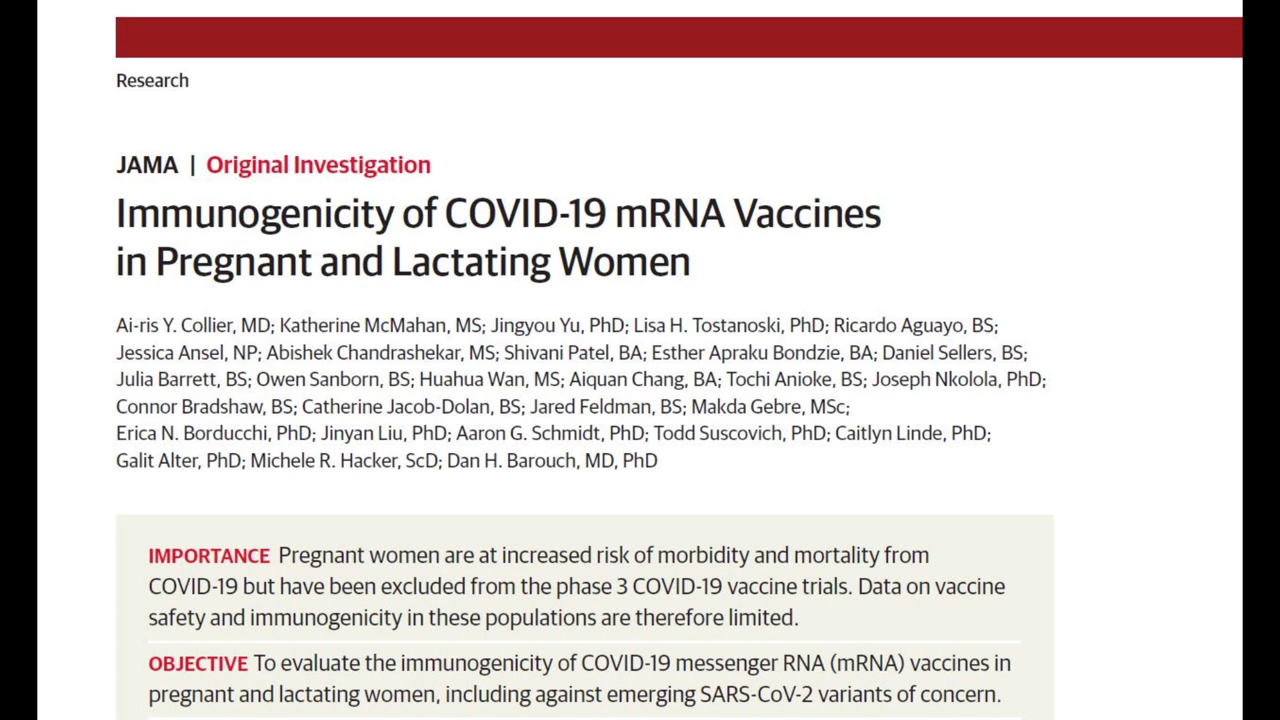 Research
JAMA | Original Investigation
Immunogenicity of COVID-19 mRNA Vaccines
in Pregnant and Lactating Women
Ai-ris Y. Collier, MD; Katherine McMahan, MS; Jingyou Yu, PhD; Lisa H. Tostanoski, PhD; Ricardo Aguayo, BS;
Jessica Ansel, NP; Abishek Chandrashekar, MS; Shivani Patel, BA; Esther Apraku Bondzie, BA; Daniel Sellers, BS;
Julia Barrett, BS; Owen Sanborn, BS; Huahua Wan, MS; Aiquan Chang, BA; Tochi Anioke, BS; Joseph Nkolola, PhD;
Connor Bradshaw, BS; Catherine Jacob-Dolan, BS; Jared Feldman, BS; Makda Gebre, MSc;
Erica N. Borducchi, PhD; Jinyan Liu, PhD; Aaron G. Schmidt, PhD; Todd Suscovich, PhD; Caitlyn Linde, PhD;
Galit Alter, PhD; Michele R. Hacker, ScD; Dan H. Barouch, MD, PhD
IMPORTANCE Pregnant women are at increased risk of morbidity and mortality from
COVID-19 but have been excluded from the phase 3 COVID-19 vaccine trials. Data on vaccine
safety and immunogenicity in these populations are therefore limited.
OBJECTIVE To evaluate the immunogenicity of COVID-19 messenger RNA (mRNA) vaccines in
pregnant and lactating women, including against emerging SARS-CoV-2 variants of concern.